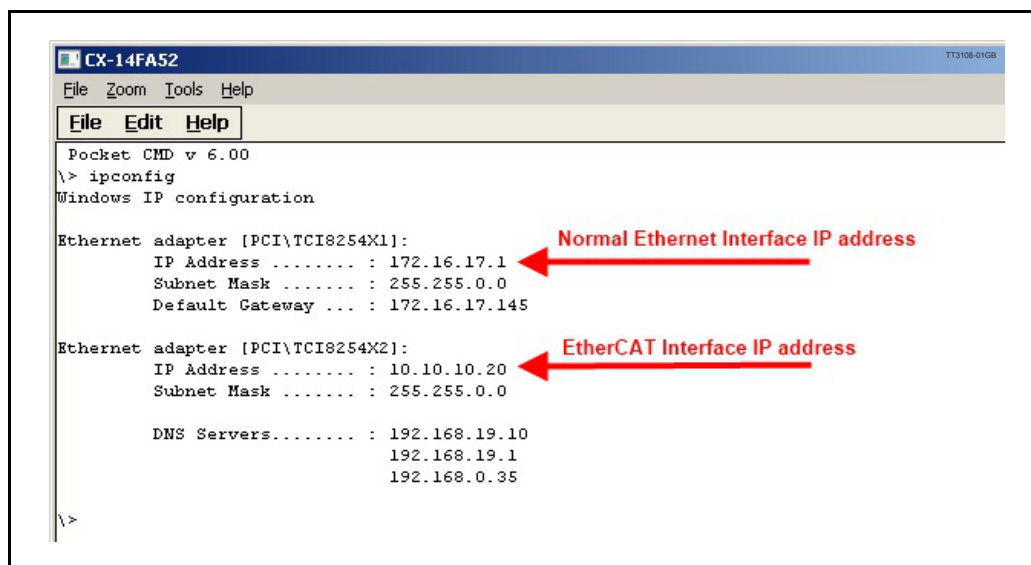 CX-14FA52
TT3108-01GB
File Zoom Tools Help
File Edit Help
Pocket CMD v 6.00
\> ipconfig
Windows IP configuration
Ethernet adapter [PCI\TCI8254X1]:
Normal Ethernet Interface IP address
IP Address ........ : 172.16.17.1
Subnet Mask ....... : 255.255.0.0
Default Gateway ... : 172.16.17.145
Ethernet adapter [PCI\TCI8254X2]:
EtherCAT Interface IP address
IP Address ........ : 10.10.10.20
Subnet Mask ....... : 255.255.0.0
DNS Servers........ : 192.168.19.10
192.168.19.1
192.168.0.35
\>